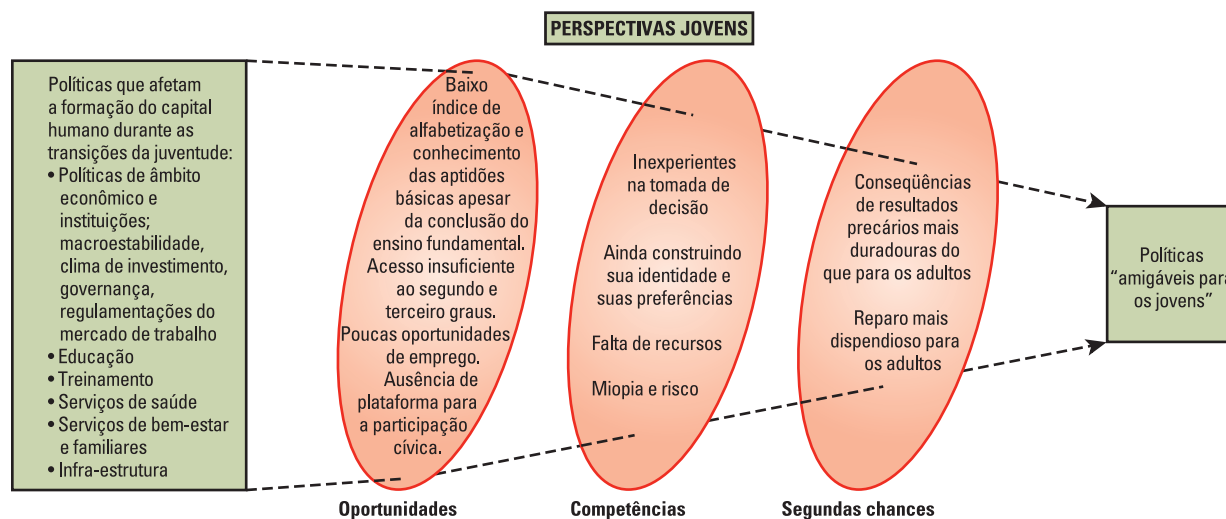 PERSPECTIVAS JOVENS
Políticas que afetam
a formação do capital
humano durante as
transições da juventude:
• Políticas de âmbito
econômico e
instituições;
macroestabilidade,
clima de investimento,
governança,
regulamentações do
mercado de trabalho
• Educação
• Treinamento
• Serviços de saúde
• Serviços de bem-estar
e familiares
• Infra-estrutura
Baixo
índice de
alfabetização e
conhecimento
das aptidões
básicas apesar
da conclusão do
ensino fundamental.
Acesso insuficiente
ao segundo e
terceiro graus.
Poucas oportunidades
de emprego.
Ausência de
plataforma para
a participação
cívica.
Oportunidades
Inexperientes
na tomada de
decisão
Ainda construindo
sua identidade e
suas preferências
Falta de recursos
Miopia e risco
Competências
Conseqüências
de resultados
precários mais
duradouras do
que para os adultos
Reparo mais
dispendioso para
os adultos
Segundas chances
Políticas
“amigáveis para
os jovens”